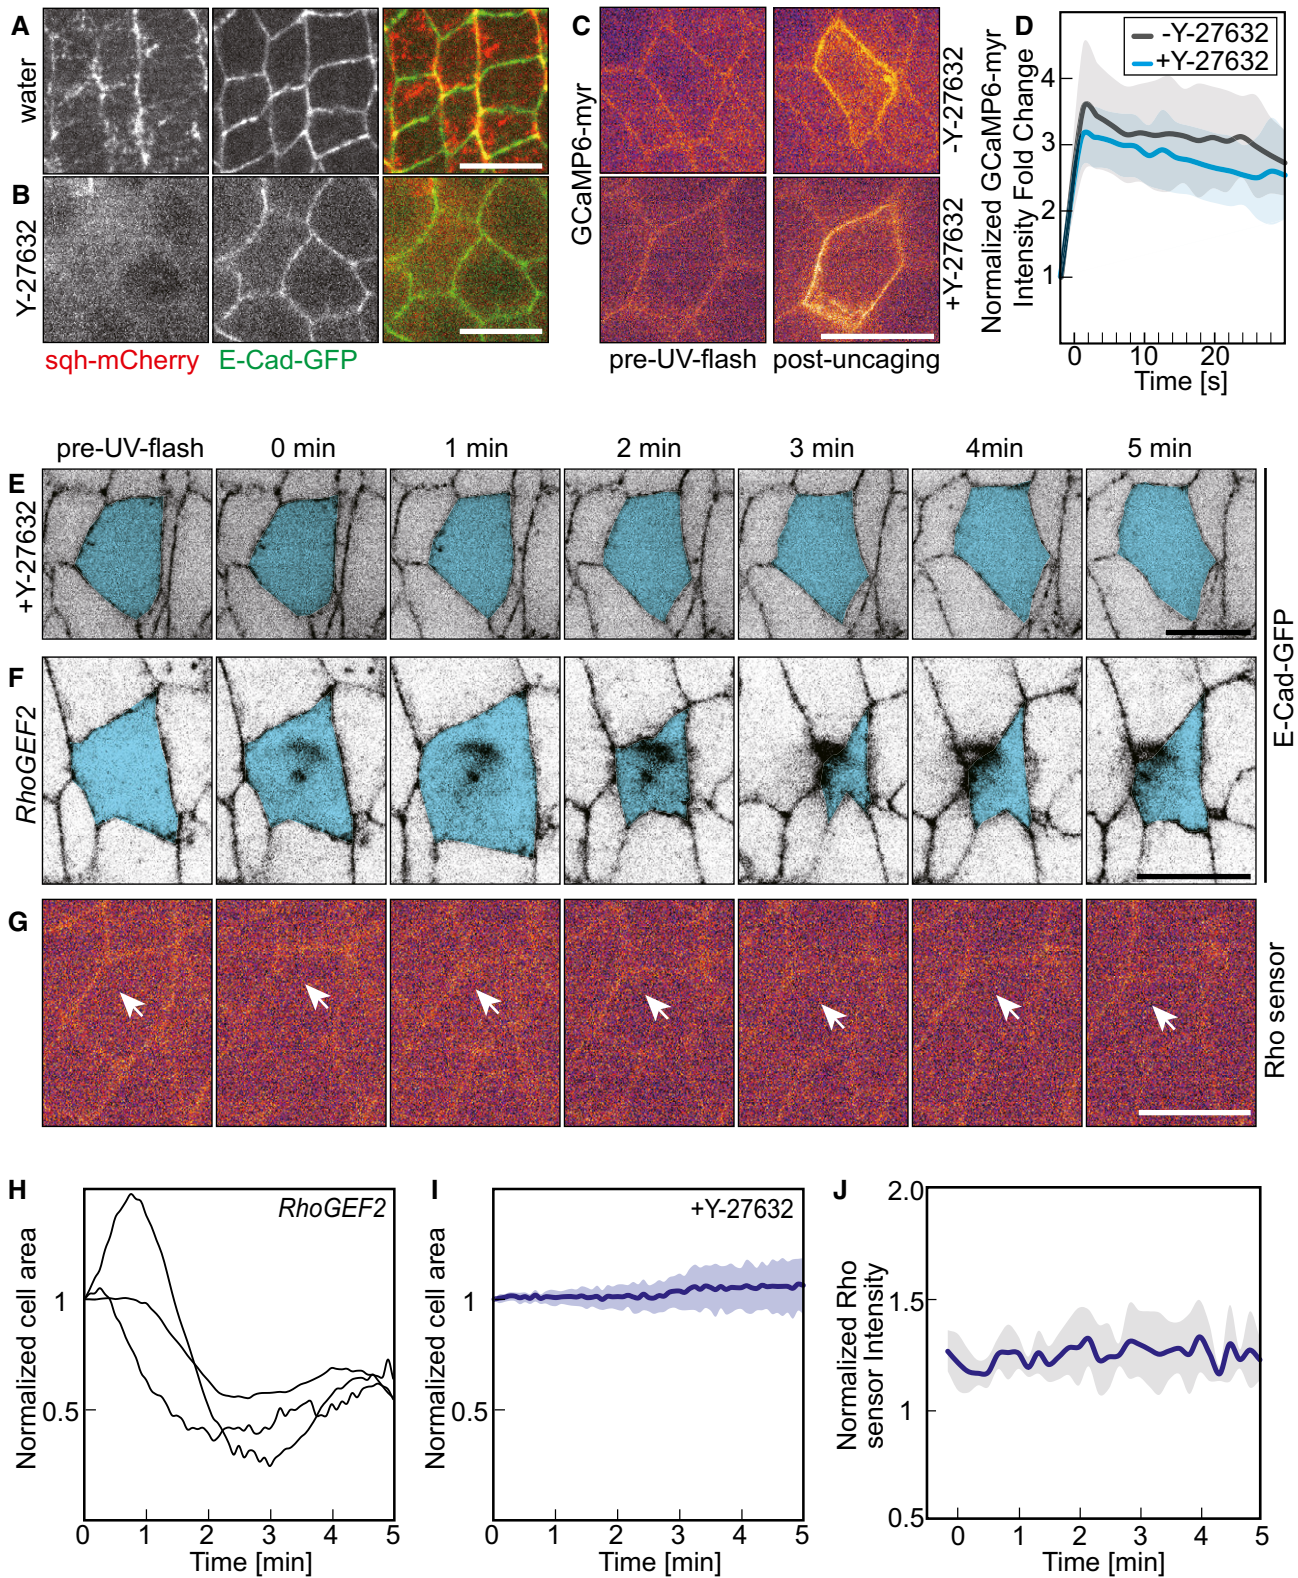 A
water
B
Y-27632
sqh-mCherry
E-Cad-GFP
C
GCaMP6-myr
-Y-27632
+Y-27632
pre-UV-flash
post-uncaging
D
Normalized GCaMP6-myr
Intensity Fold Change
-Y-27632
+Y-27632
4
3
2
1
0
10
20
Time [s]
pre-UV-flash
0 min
1 min
2 min
3 min
4min
5 min
E
+Y-27632
F
RhoGEF2
E-Cad-GFP
G
Rho sensor
H
RhoGEF2
Normalized cell area
1
0.5
0
1
2
3
4
5
Time [min]
I
+Y-27632
Normalized cell area
1
0.5
0
1
2
3
4
5
Time [min]
J
Normalized Rho
sensor Intensity
2.0
1.5
1
0.5
0
1
2
3
4
5
Time [min]